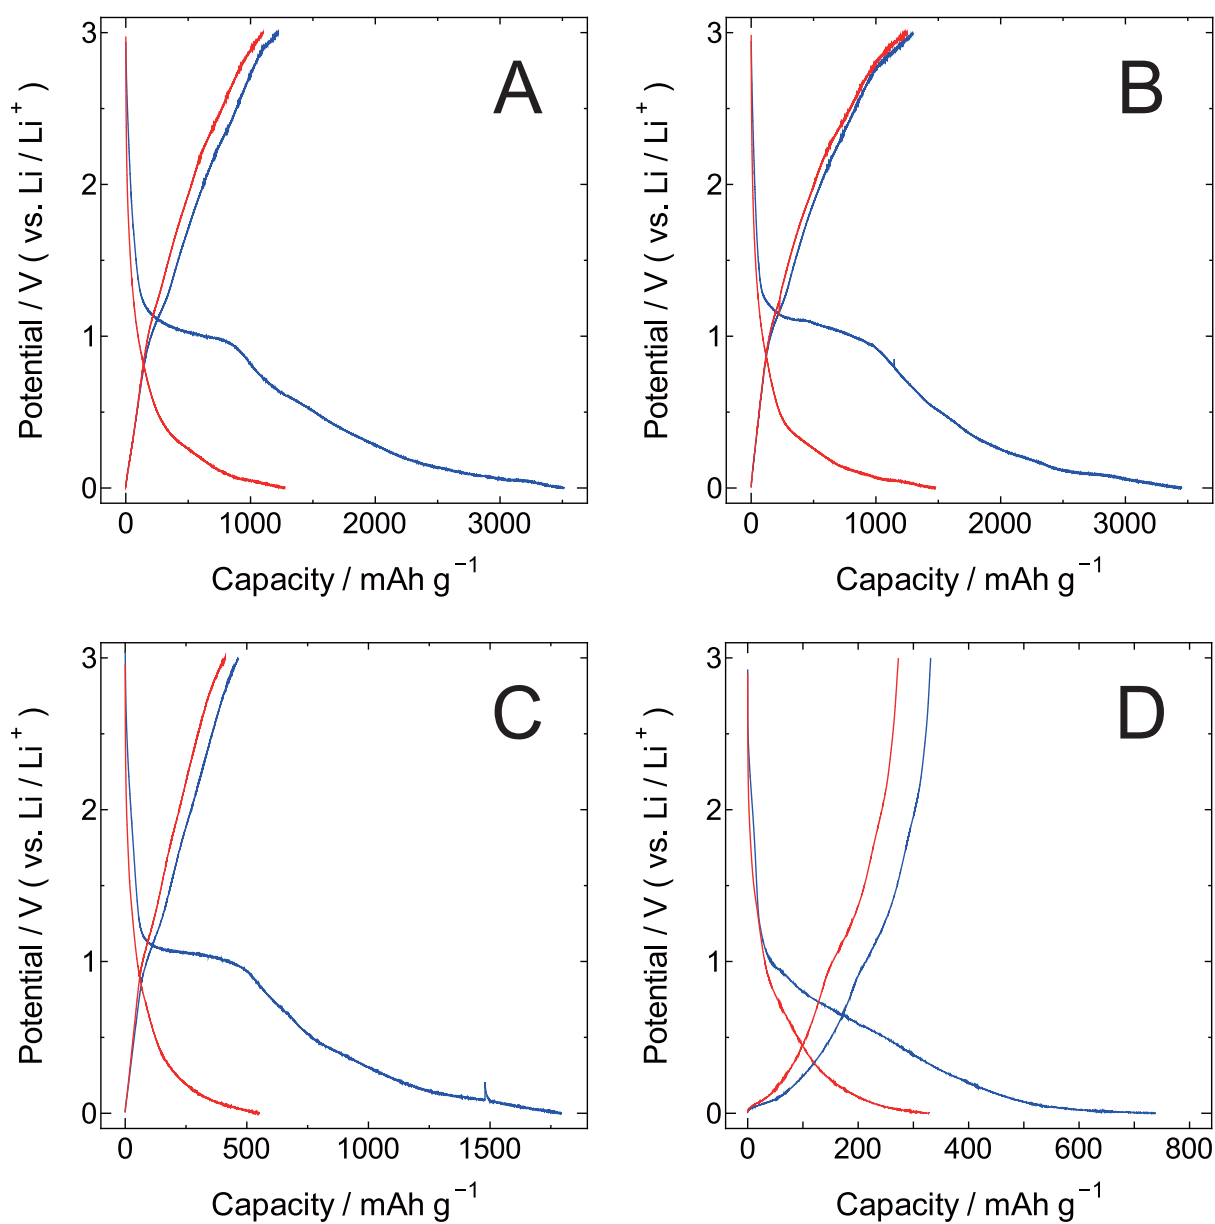 A
3
2
1
0
Potential / V ( vs. Li / Li⁺ )
0 1000 2000 3000
Capacity / mAh g⁻¹
B
3
2
1
0
Potential / V ( vs. Li / Li⁺ )
0 1000 2000 3000
Capacity / mAh g⁻¹
C
3
2
1
0
Potential / V ( vs. Li / Li⁺ )
0 500 1000 1500
Capacity / mAh g⁻¹
D
3
2
1
0
Potential / V ( vs. Li / Li⁺ )
0 200 400 600 800
Capacity / mAh g⁻¹